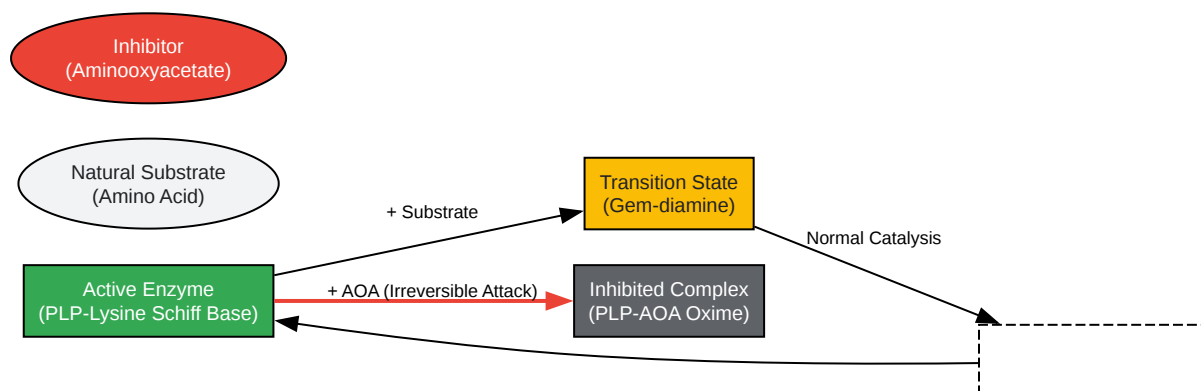 Inhibitor
(Aminooxyacetate)
Natural Substrate
(Amino Acid)
Transition State
(Gem-diamine)
+ Substrate
Normal Catalysis
Active Enzyme
(PLP-Lysine Schiff Base)
+ AOA (Irreversible Attack)
Inhibited Complex
(PLP-AOA Oxime)